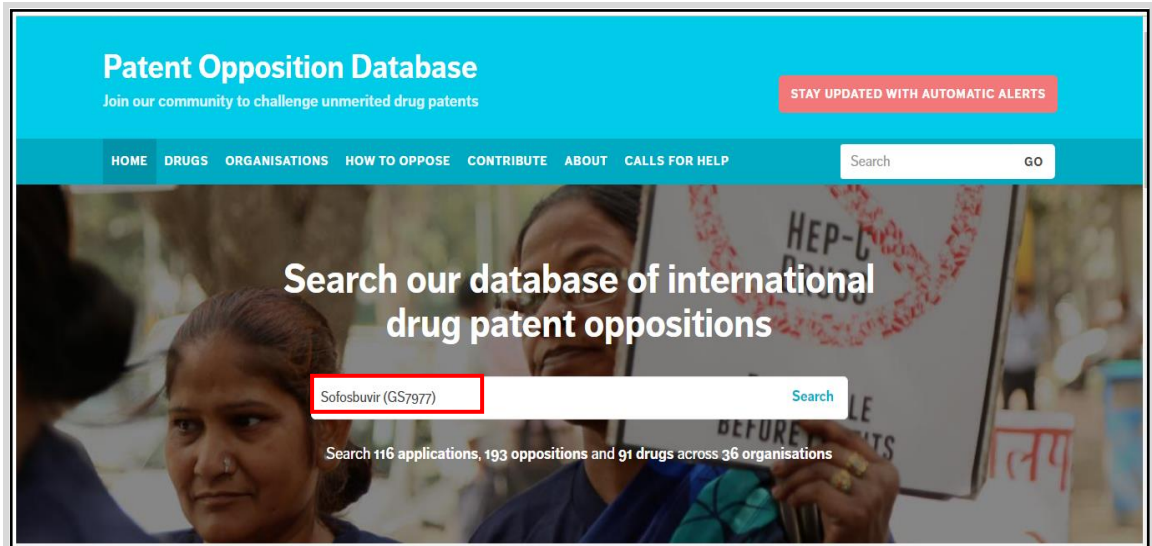 Patent Opposition Database
Join our community to challenge unmerited drug patents
STAY UPDATED WITH AUTOMATIC ALERTS
HOME DRUGS ORGANISATIONS HOW TO OPPOSE CONTRIBUTE ABOUT CALLS FOR HELP
Search GO
HEP-C
DRUGS
Search our database of international
drug patent oppositions
Sofosbuvir (GS7977) Search
BEFORE
Search 116 applications, 193 oppositions and 91 drugs across 36 organisations